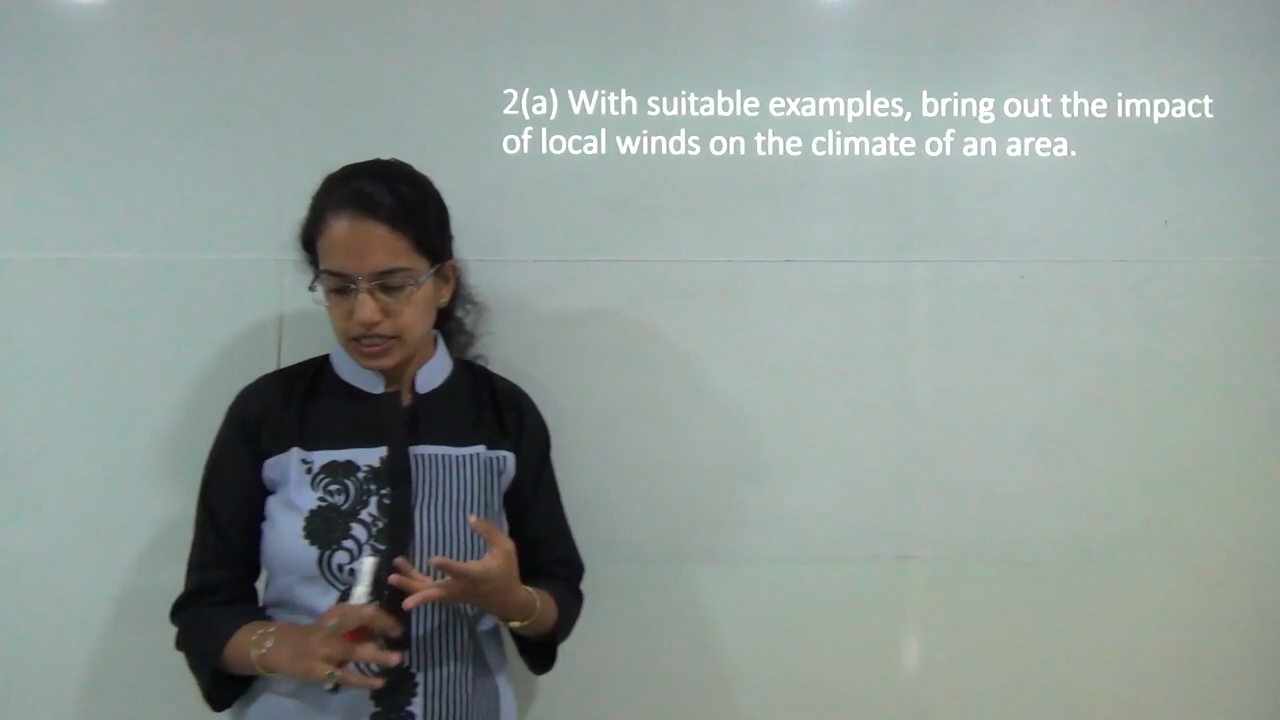 2(a) With suitable examples, bring out the impact
of local winds on the climate of an area.